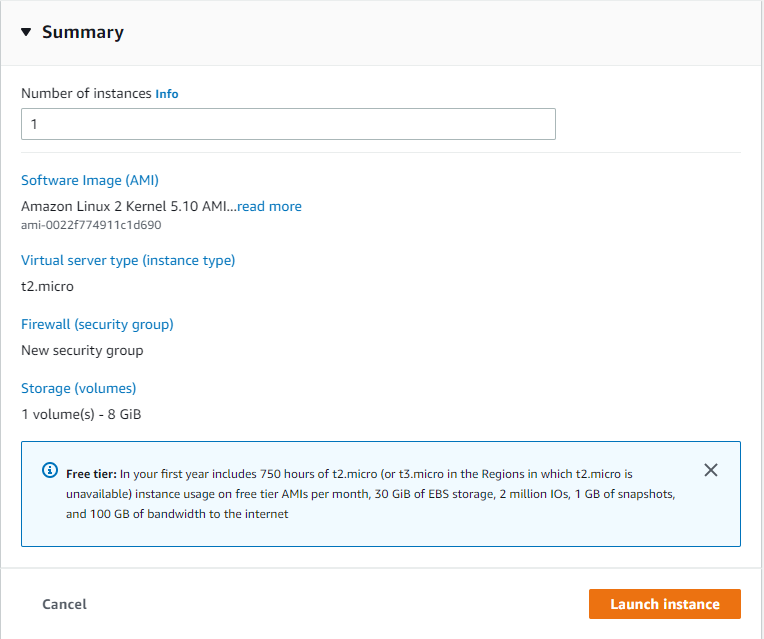 Summary
Number of instances Info
1
Software Image (AMI)
Amazon Linux 2 Kernel 5.10 AMI...read more
ami-0022f774911c1d690
Virtual server type (instance type)
t2.micro
Firewall (security group)
New security group
Storage (volumes)
1 volume(s) - 8 GiB
Free tier: In your first year includes 750 hours of t2.micro (or t3.micro in the Regions in which t2.micro is
unavailable) instance usage on free tier AMIs per month, 30 GiB of EBS storage, 2 million IOs, 1 GB of snapshots,
and 100 GB of bandwidth to the internet
Cancel
Launch instance